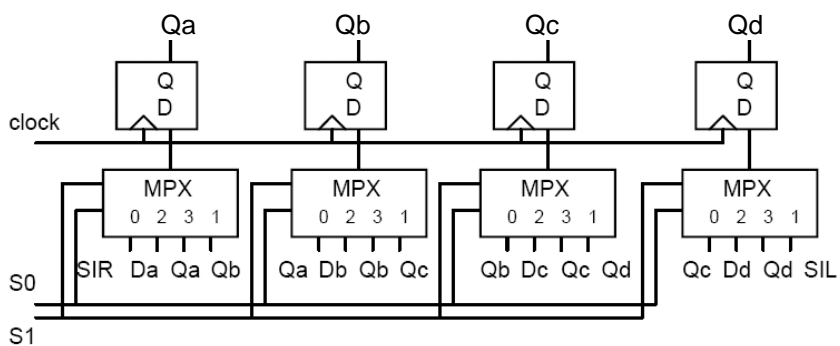 Qa Qb Qc Qd
Q Q Q Q
D D D D
clock
MPX MPX MPX MPX
0 2 3 1 0 2 3 1 0 2 3 1 0 2 3 1
SIR Da Qa Qb Qa Db Qb Qc Qb Dc Qc Qd Qc Dd Qd SIL
S0
S1